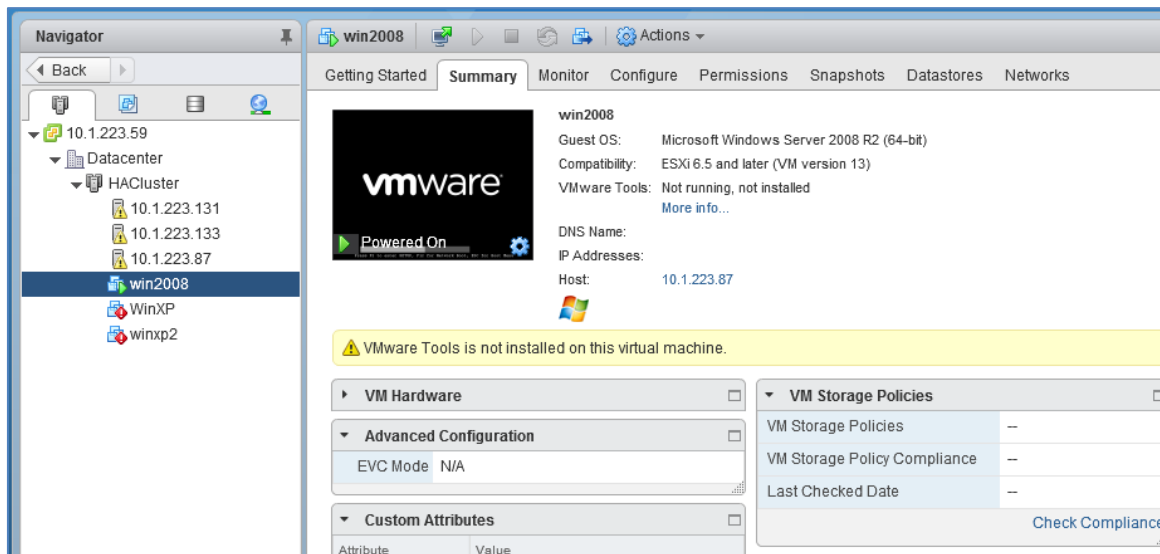 Navigator
win2008
Actions
Back
Getting Started Summary Monitor Configure Permissions Snapshots Datastores Networks
10.1.223.59
Datacenter
HACluster
10.1.223.131
10.1.223.133
10.1.223.87
win2008
WinXP
winxp2
vmware
Powered On
win2008
Guest OS: Microsoft Windows Server 2008 R2 (64-bit)
Compatibility: ESXi 6.5 and later (VM version 13)
VMware Tools: Not running, not installed
More info...
DNS Name:
IP Addresses:
Host: 10.1.223.87
VMware Tools is not installed on this virtual machine.
VM Hardware
Advanced Configuration
EVC Mode N/A
Custom Attributes
Attribute Value
VM Storage Policies
VM Storage Policies --
VM Storage Policy Compliance --
Last Checked Date --
Check Compliance